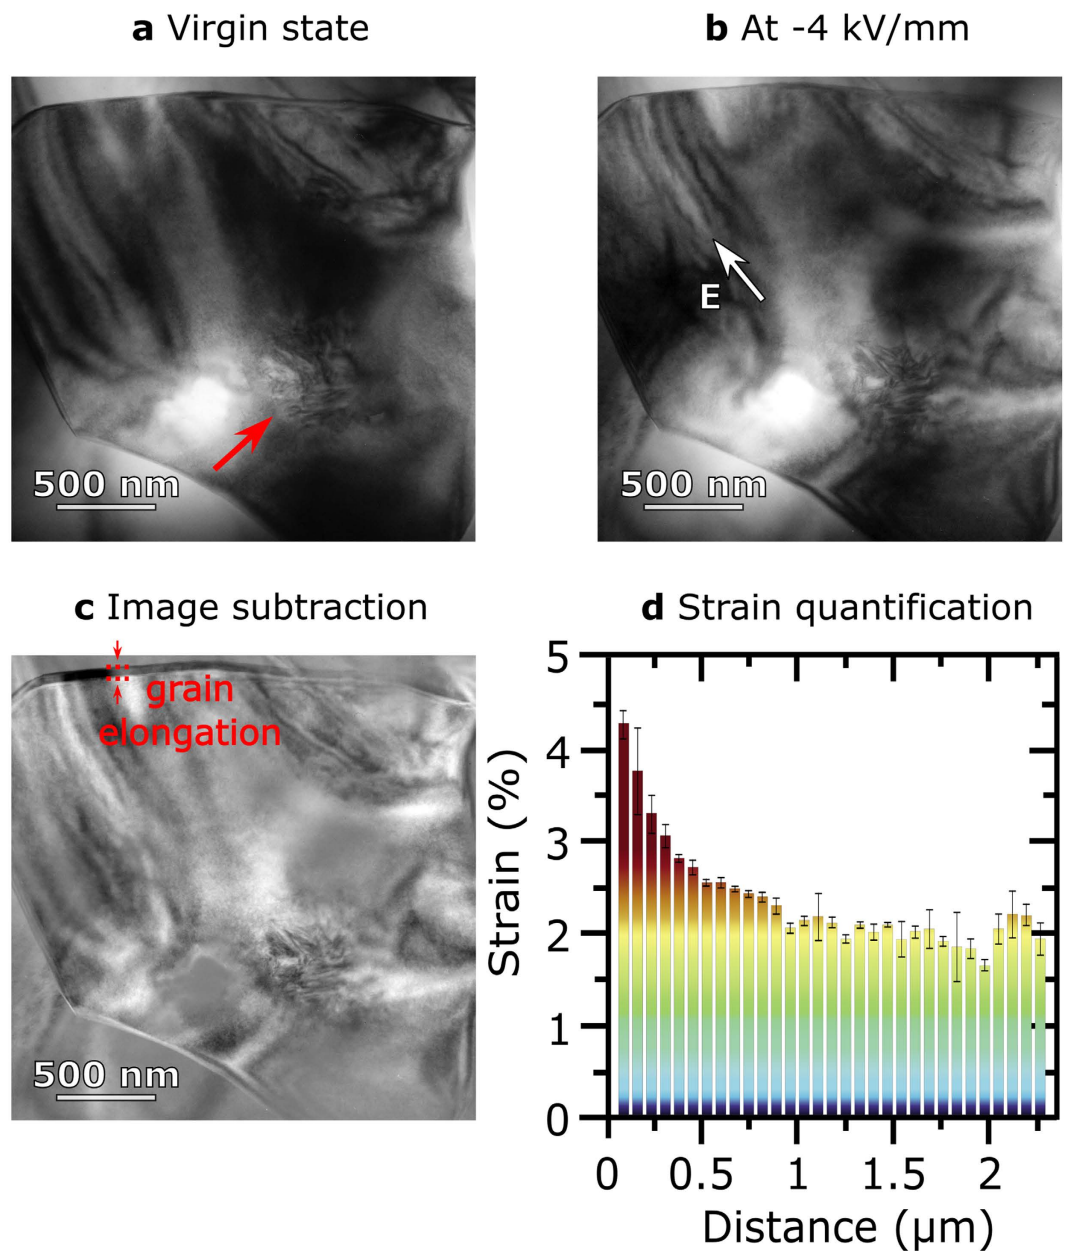 a Virgin state
b At -4 kV/mm
500 nm
E
500 nm
c Image subtraction
grain
elongation
500 nm
d Strain quantification
Strain (%)
5
4
3
2
1
0
0 0.5 1 1.5 2
Distance (µm)